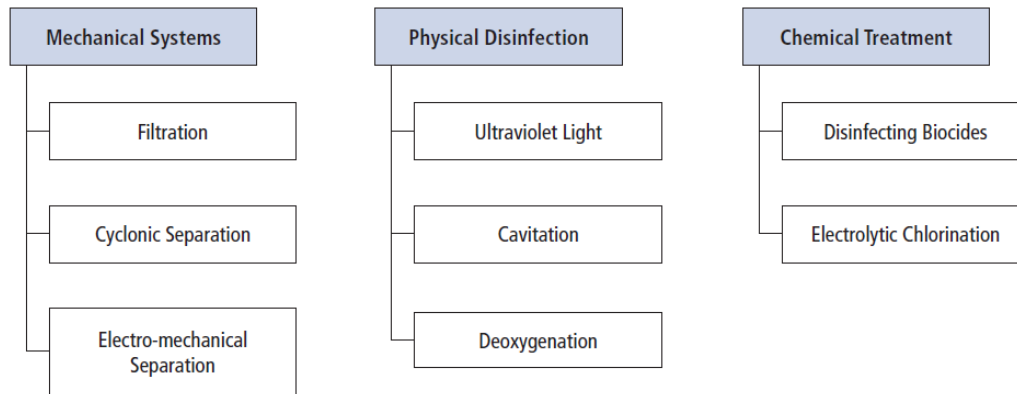 Mechanical Systems
Filtration
Cyclonic Separation
Electro-mechanical
Separation
Physical Disinfection
Ultraviolet Light
Cavitation
Deoxygenation
Chemical Treatment
Disinfecting Biocides
Electrolytic Chlorination